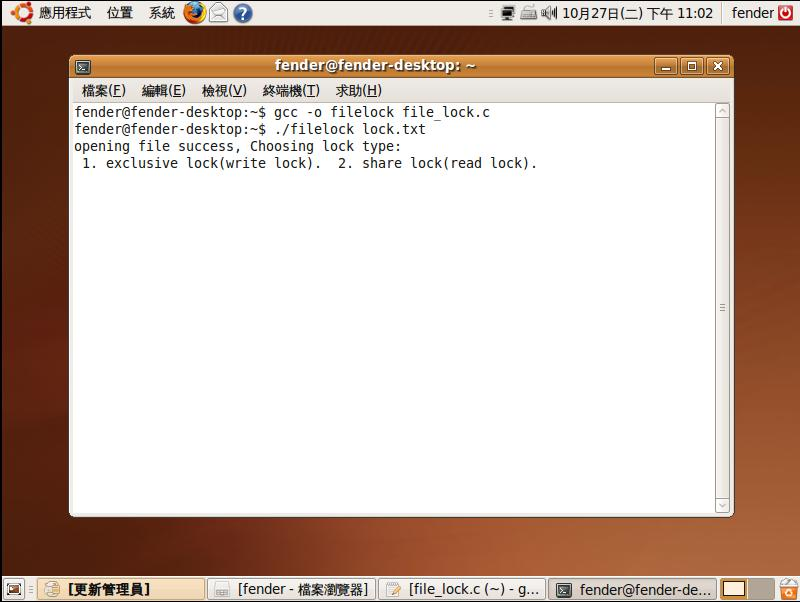 應用程式 位置 系統 10月27日(二) 下午 11:02 fender
fender@fender-desktop: ~
檔案(F) 編輯(E) 檢視(V) 終端機(T) 求助(H)
fender@fender-desktop:~$ gcc -o filelock file_lock.c
fender@fender-desktop:~$ ./filelock lock.txt
opening file success, Choosing lock type:
1. exclusive lock(write lock).  2. share lock(read lock).
[更新管理員] [fender - 檔案瀏覽器] [file_lock.c (~) - g... fender@fender-de...